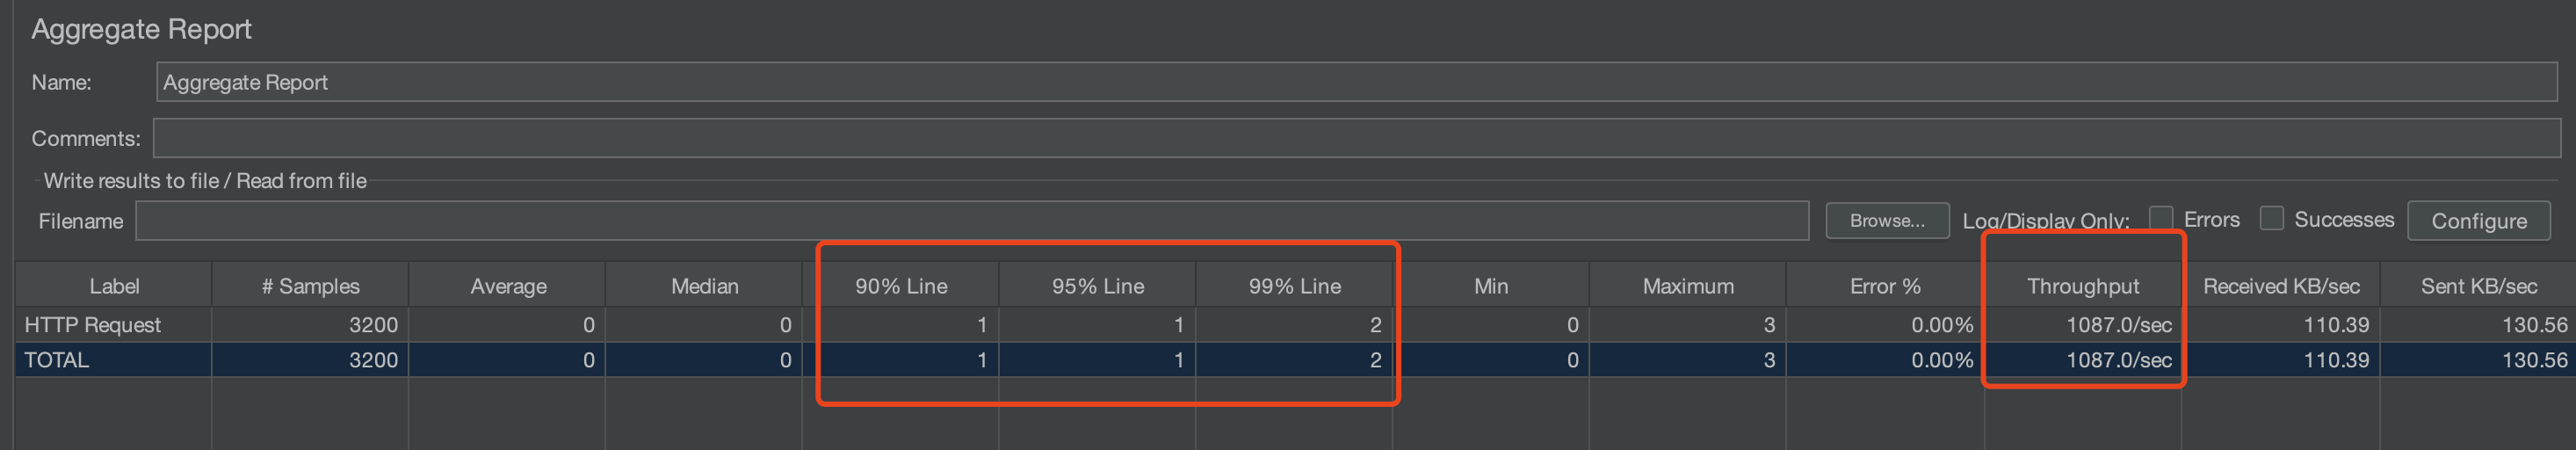 Aggregate Report
Name: Aggregate Report
Comments:
Write results to file / Read from file
Filename Browse... Log/Display Only: Errors Successes Configure
Label # Samples Average Median 90% Line 95% Line 99% Line Min Maximum Error % Throughput Received KB/sec Sent KB/sec
HTTP Request 3200 0 0 1 1 2 0 3 0.00% 1087.0/sec 110.39 130.56
TOTAL 3200 0 0 1 1 2 0 3 0.00% 1087.0/sec 110.39 130.56